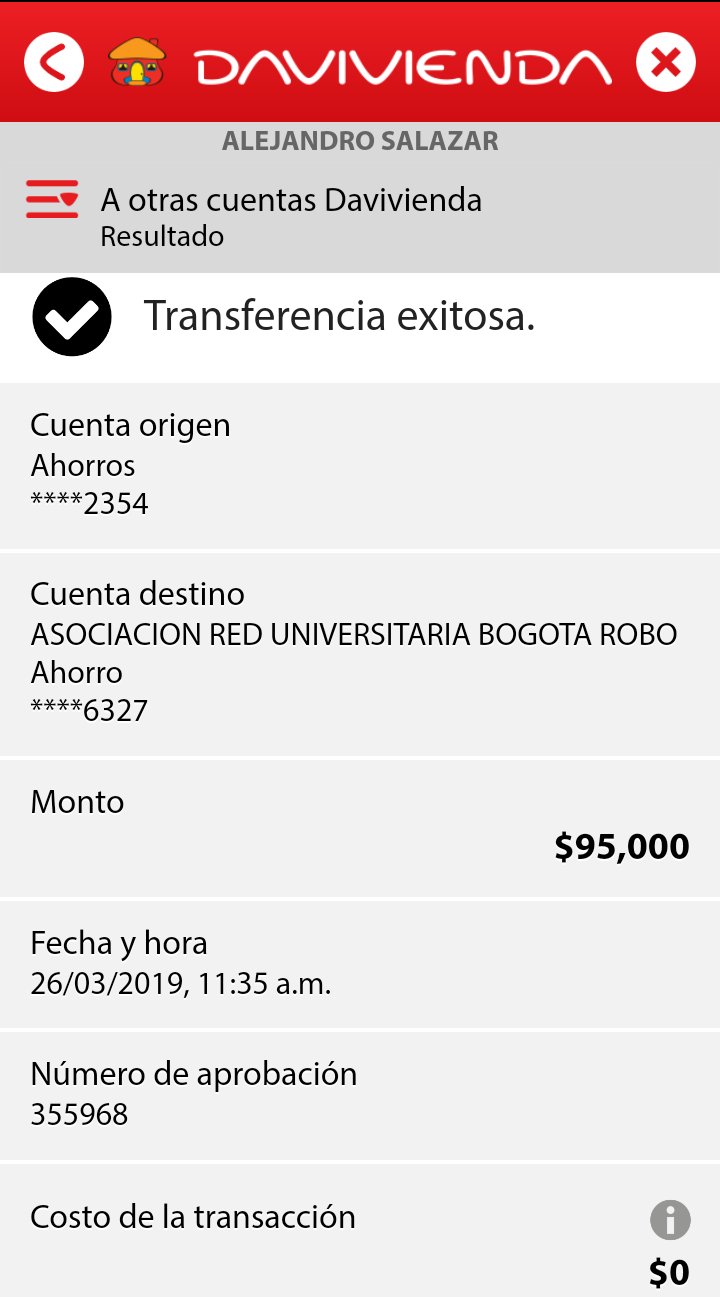 DAVIVIENDA
ALEJANDRO SALAZAR
A otras cuentas Davivienda
Resultado
Transferencia exitosa.
Cuenta origen
Ahorros
****2354
Cuenta destino
ASOCIACION RED UNIVERSITARIA BOGOTA ROBO
Ahorro
****6327
Monto
$95,000
Fecha y hora
26/03/2019, 11:35 a.m.
Número de aprobación
355968
Costo de la transacción
$0